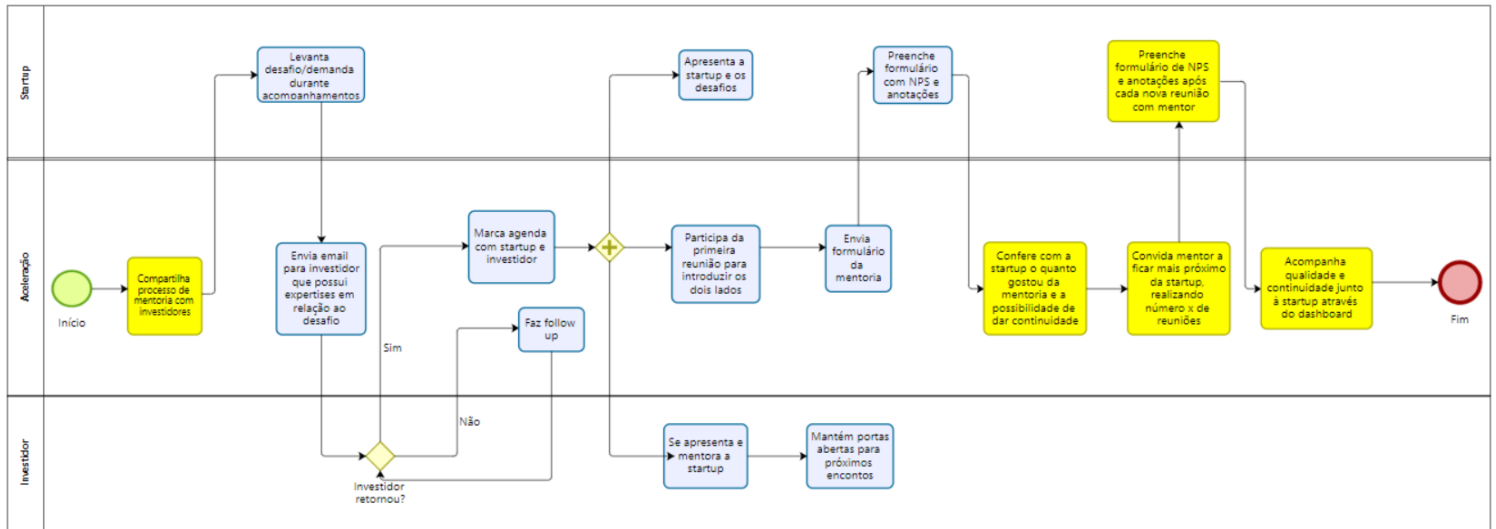 Startup
Levanta
desafio/demanda
durante
acomoanhamentos
Apresenta a
startup e os
desafios
Preenche
formulário
com NPS e
anotações
Preenche
formulário de NPS
e anotações após
cada nova reunião
com mentor
Aceleração
Início
Compartilha
processo de
mentoria com
investidores
Envia email
para investidor
que possui
expertises em
relação ao
desafio
Marca agenda
com startup e
investidor
Sim
Faz follow
up
Não
Participa da
primeira
reunião para
introduzir os
dois lados
Envia
formulário
da
mentoria
Confere com a
startup o quanto
gostou da
mentoria e a
possibilidade de
dar continuidade
Convida mentor a
ficar mais próximo
da startup,
realizando
número x de
reuniões
Acompanha
qualidade e
continuidade junto
à startup através
do dashboard
Fim
Investidor
Investidor
retornou?
Se apresenta e
mentora a
startup
Mantém portas
abertas para
próximos
encontos